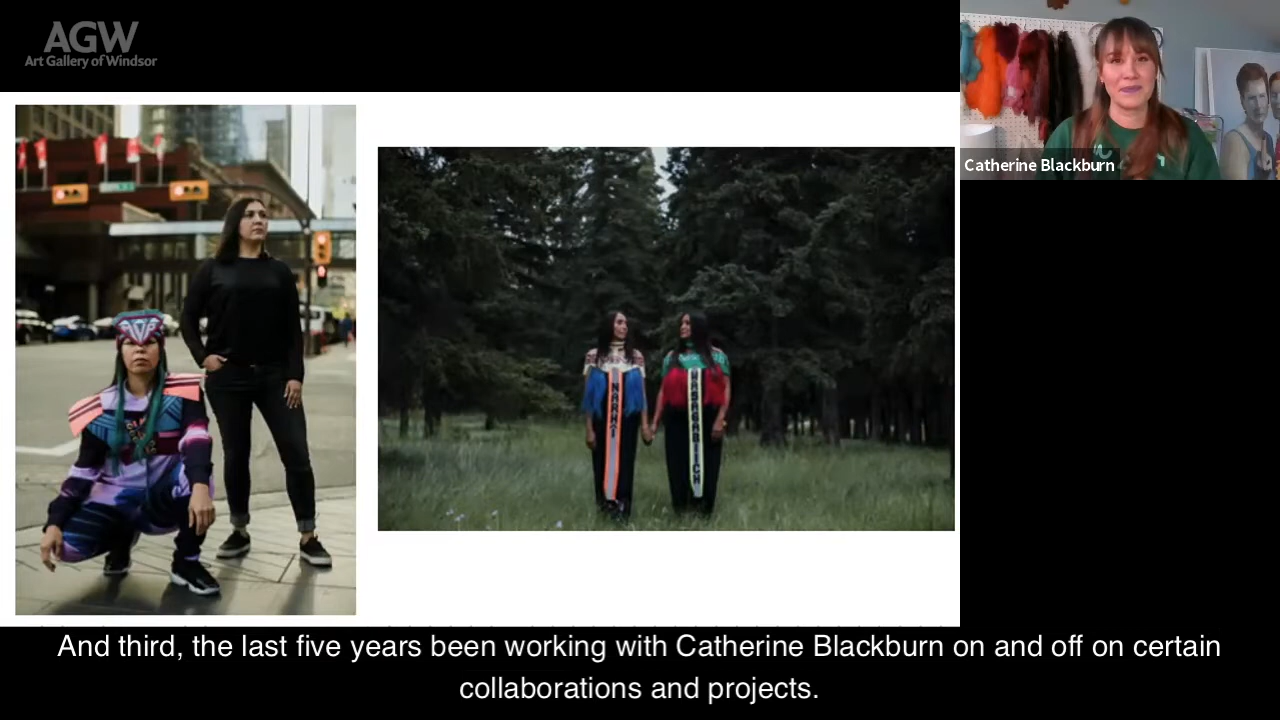 AGW
Art Gallery of Windsor
Catherine Blackburn
And third, the last five years been working with Catherine Blackburn on and off on certain
collaborations and projects.